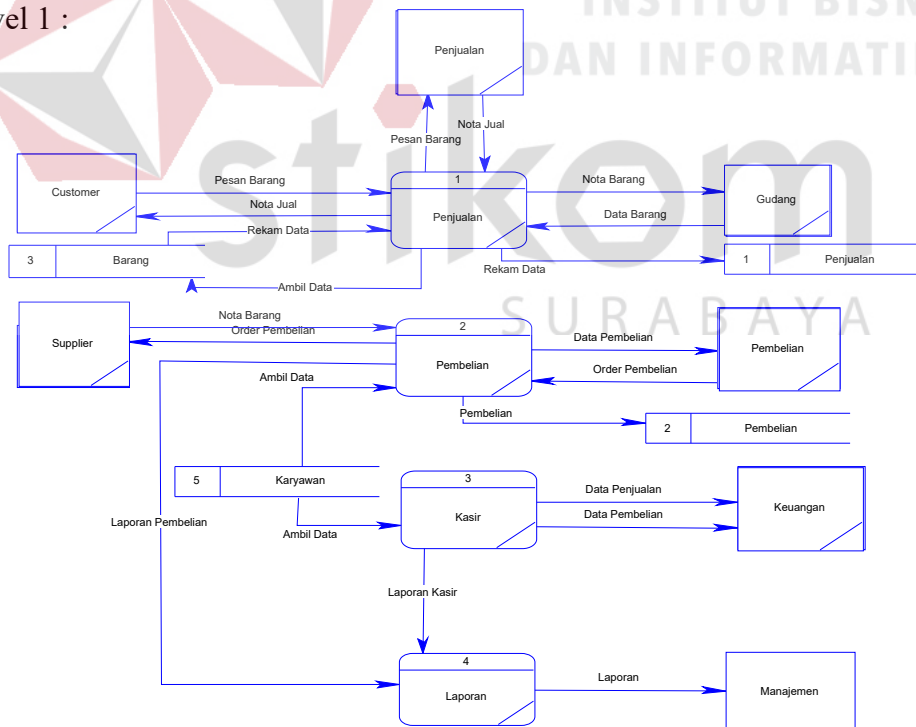 vel 1 :
INSTITUT BISN
DAN INFORMATI
stikom
SURABAYA
Penjualan
Pesan Barang
Nota Jual
Customer
Pesan Barang
Nota Jual
Rekam Data
1
Penjualan
Nota Barang
Data Barang
Gudang
3 Barang
Ambil Data
Rekam Data
1 Penjualan
Supplier
Nota Barang
Order Pembelian
2
Pembelian
Data Pembelian
Order Pembelian
Pembelian
Ambil Data
Pembelian
2 Pembelian
5 Karyawan
3
Kasir
Data Penjualan
Data Pembelian
Keuangan
Laporan Pembelian
Ambil Data
Laporan Kasir
4
Laporan
Laporan
Manajemen